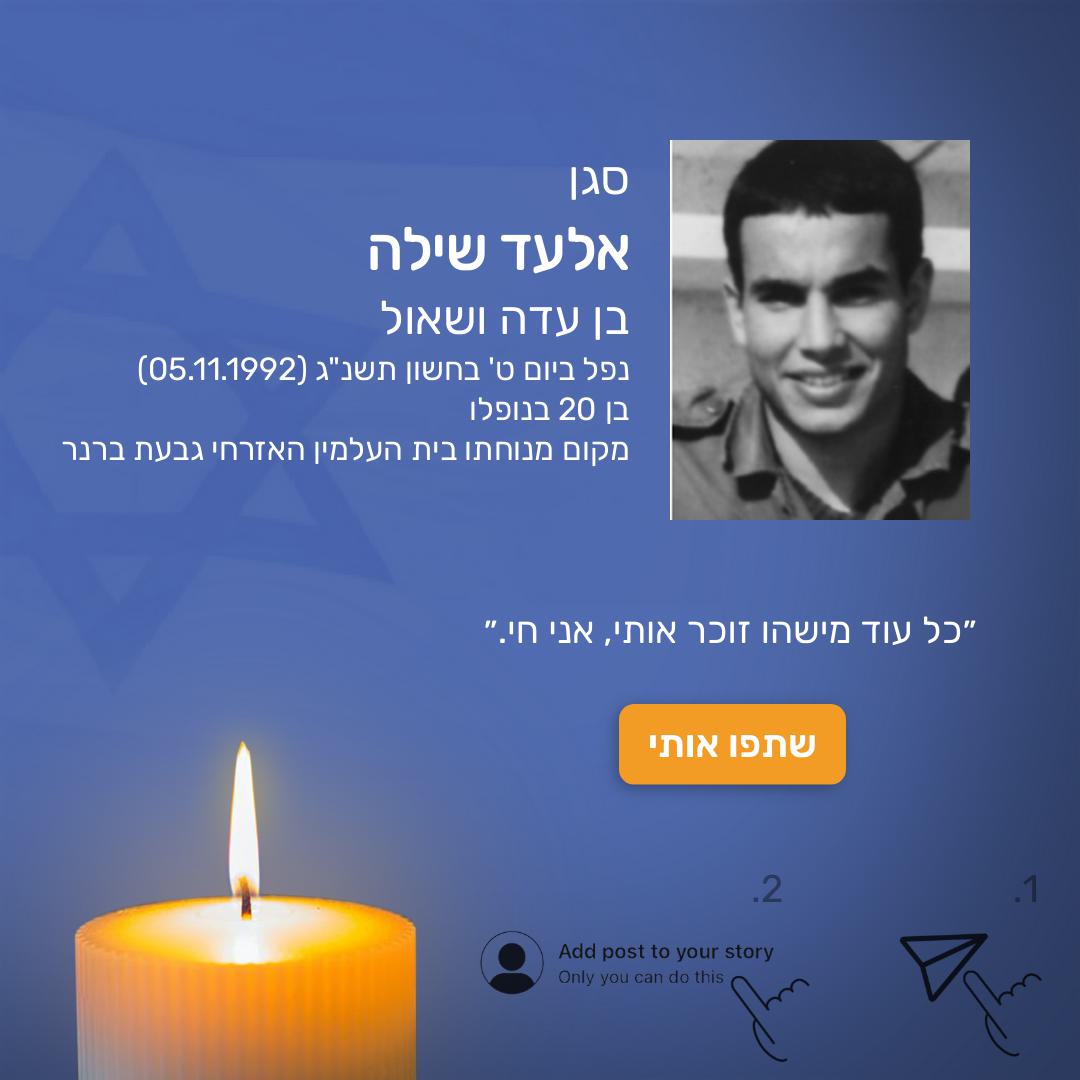 סגן
אלעד שילה
בן עדה ושאול
נפל ביום ט' בחשון תשנ"ג (05.11.1992)
בן 20 בנופלו
מקום מנוחתו בית העלמין האזרחי גבעת ברנר
״כל עוד מישהו זוכר אותי, אני חי.״
שתפו אותי
1.
2.
Add post to your story
Only you can do this